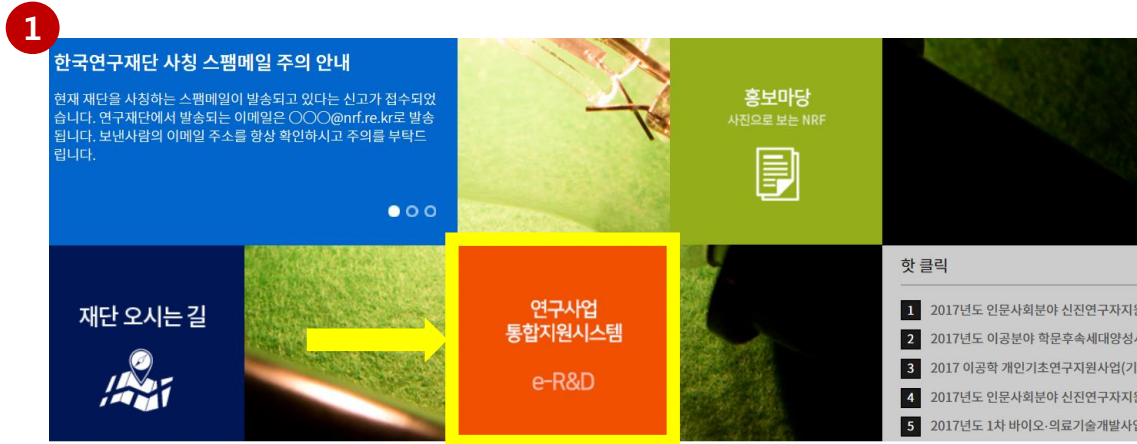 1
한국연구재단 사칭 스팸메일 주의 안내
현재 재단을 사칭하는 스팸메일이 발송되고 있다는 신고가 접수되었
습니다. 연구재단에서 발송되는 이메일은 ○○○@nrf.re.kr로 발송
됩니다. 보낸사람의 이메일 주소를 항상 확인하시고 주의를 부탁드
립니다.
홍보마당
사진으로 보는 NRF
재단 오시는 길
연구사업
통합지원시스템
e-R&D
핫 클릭
1 2017년도 인문사회분야 신진연구자지원
2 2017년도 이공분야 학문후속세대양성
3 2017 이공학 개인기초연구지원사업(기
4 2017년도 인문사회분야 신진연구자지원
5 2017년도 1차 바이오·의료기술개발사업